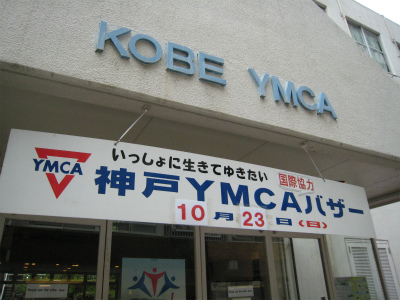 KOBE YMCA
YMCA
いっしょに生きてゆきたい
国際協力
神戸YMCAバザー
10月23日(日)